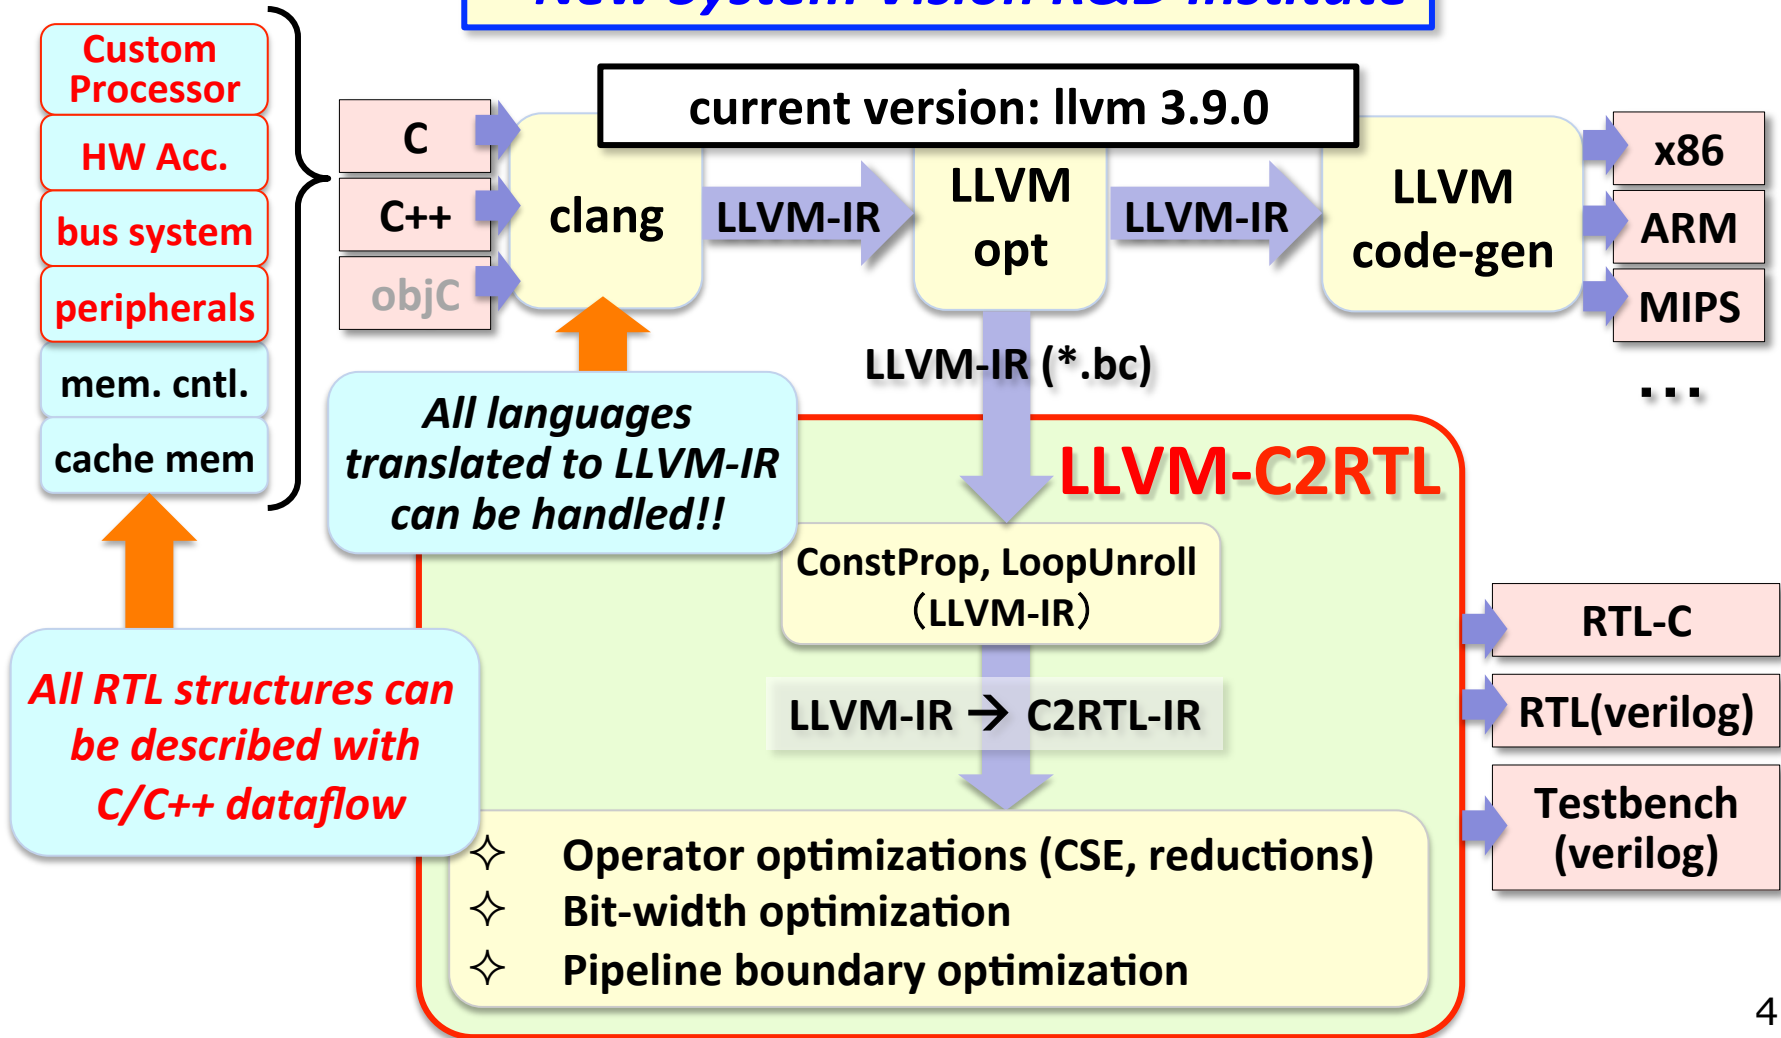 New System Vision R&D Institute
Custom
Processor
HW Acc.
bus system
peripherals
mem. cntl.
cache mem
C
C++
objC
current version: llvm 3.9.0
clang
LLVM-IR
LLVM
opt
LLVM-IR
LLVM
code-gen
x86
ARM
MIPS
...
LLVM-IR (*.bc)
All languages
translated to LLVM-IR
can be handled!!
LLVM-C2RTL
ConstProp, LoopUnroll
（LLVM-IR）
LLVM-IR → C2RTL-IR
All RTL structures can
be described with
C/C++ dataflow
✧ Operator optimizations (CSE, reductions)
✧ Bit-width optimization
✧ Pipeline boundary optimization
RTL-C
RTL(verilog)
Testbench
(verilog)
4